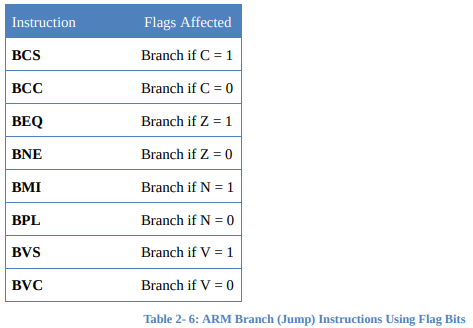 Instruction Flags Affected
BCS Branch if C = 1
BCC Branch if C = 0
BEQ Branch if Z = 1
BNE Branch if Z = 0
BMI Branch if N = 1
BPL Branch if N = 0
BVS Branch if V = 1
BVC Branch if V = 0
Table 2- 6: ARM Branch (Jump) Instructions Using Flag Bits